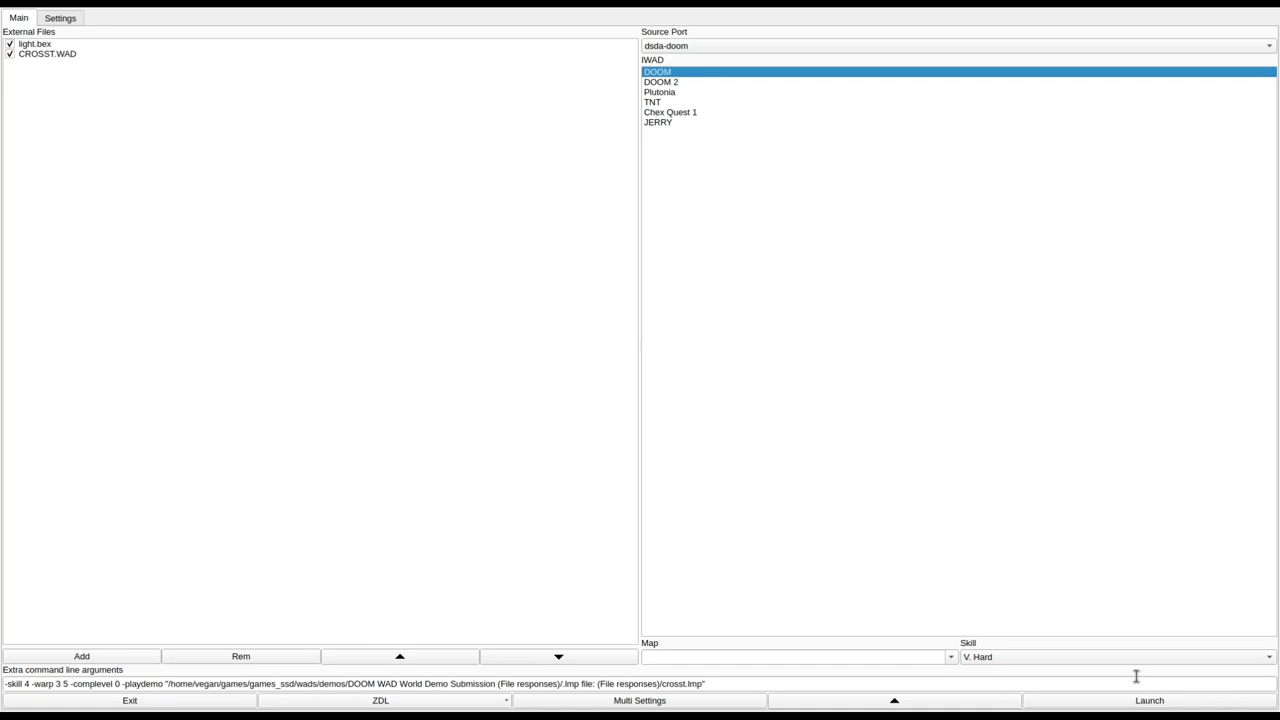 Main Settings
External Files
light.bex
CROSST.WAD
Source Port
dsda-doom
IWAD
DOOM
DOOM 2
Plutonia
TNT
Chex Quest 1
JERRY
Map Skill
V. Hard
Add Rem
Extra command line arguments
-skill 4 -warp 3 5 -complevel 0 -playdemo "/home/vegan/games/games_ssd/wads/demos/DOOM WAD World Demo Submission (File responses)/.lmp file: (File responses)/crosst.lmp"
Exit ZDL Multi Settings Launch